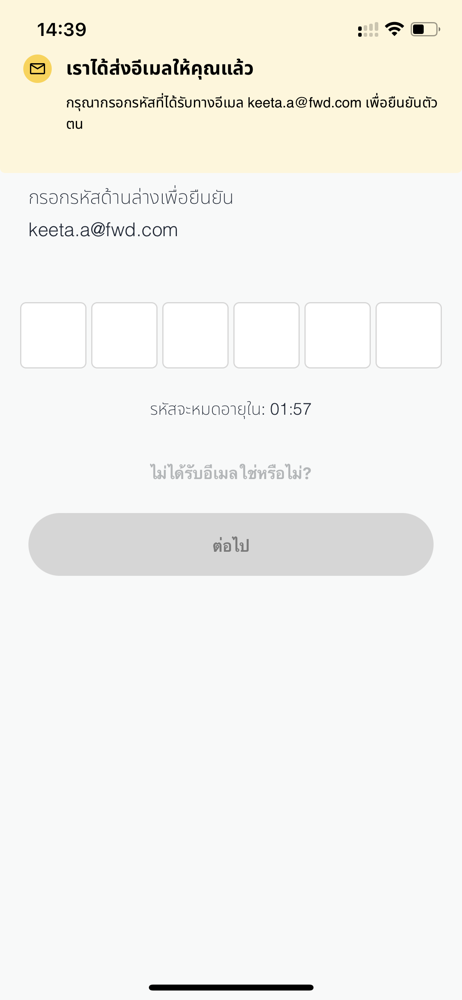 14:39
เราได้ส่งอีเมลให้คุณแล้ว
กรุณากรอกรหัสที่ได้รับทางอีเมล keeta.a@fwd.com เพื่อยืนยันตัว
ตน
กรอกรหัสด้านล่างเพื่อยืนยัน
keeta.a@fwd.com
รหัสจะหมดอายุใน: 01:57
ไม่ได้รับอีเมล ใช่หรือไม่?
ต่อไป